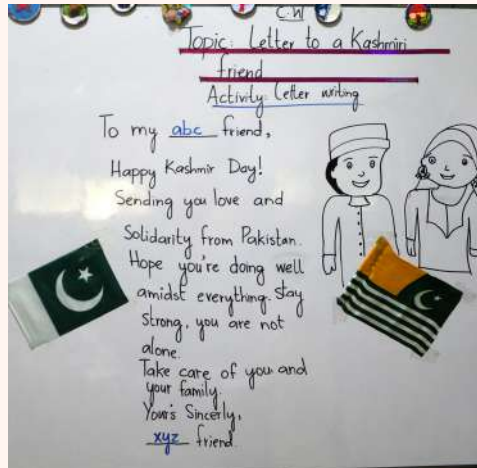 C.W
Topic: Letter to a Kashmiri
friend
Activity: Letter writing
To my abc friend,
Happy Kashmir Day!
Sending you love and
Solidarity from Pakistan.
Hope you're doing well
amidst everything. Stay
Strong, you are not
alone.
Take care of you and
your family.
Your's Sincerly,
xyz friend.